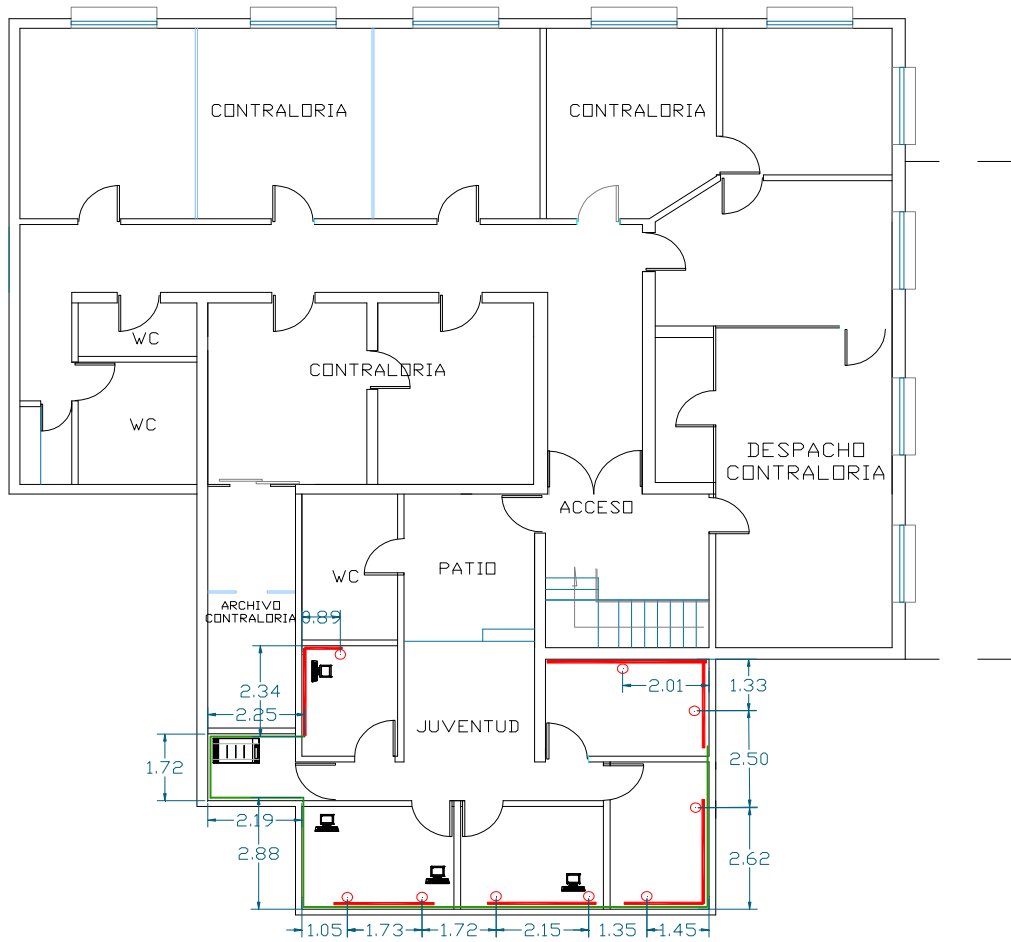 CONTRALORIA
CONTRALORIA
WC
CONTRALORIA
WC
DESPACHO
CONTRALORIA
ACCESO
PATIO
WC
ARCHIVO
CONTRALORIA
0.89
2.34
2.01
1.33
2.25
JUVENTUD
2.50
1.72
2.19
2.88
2.62
1.05
1.73
1.72
2.15
1.35
1.45